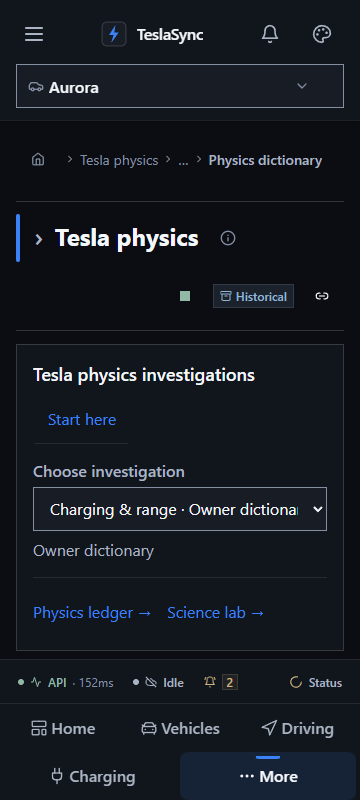 TeslaSync
Aurora
Tesla physics ... Physics dictionary
Tesla physics
Historical
Tesla physics investigations
Start here
Choose investigation
Charging & range · Owner dictionar
Owner dictionary
Physics ledger → Science lab →
API · 152ms Idle 2 Status
Home Vehicles Driving
Charging More